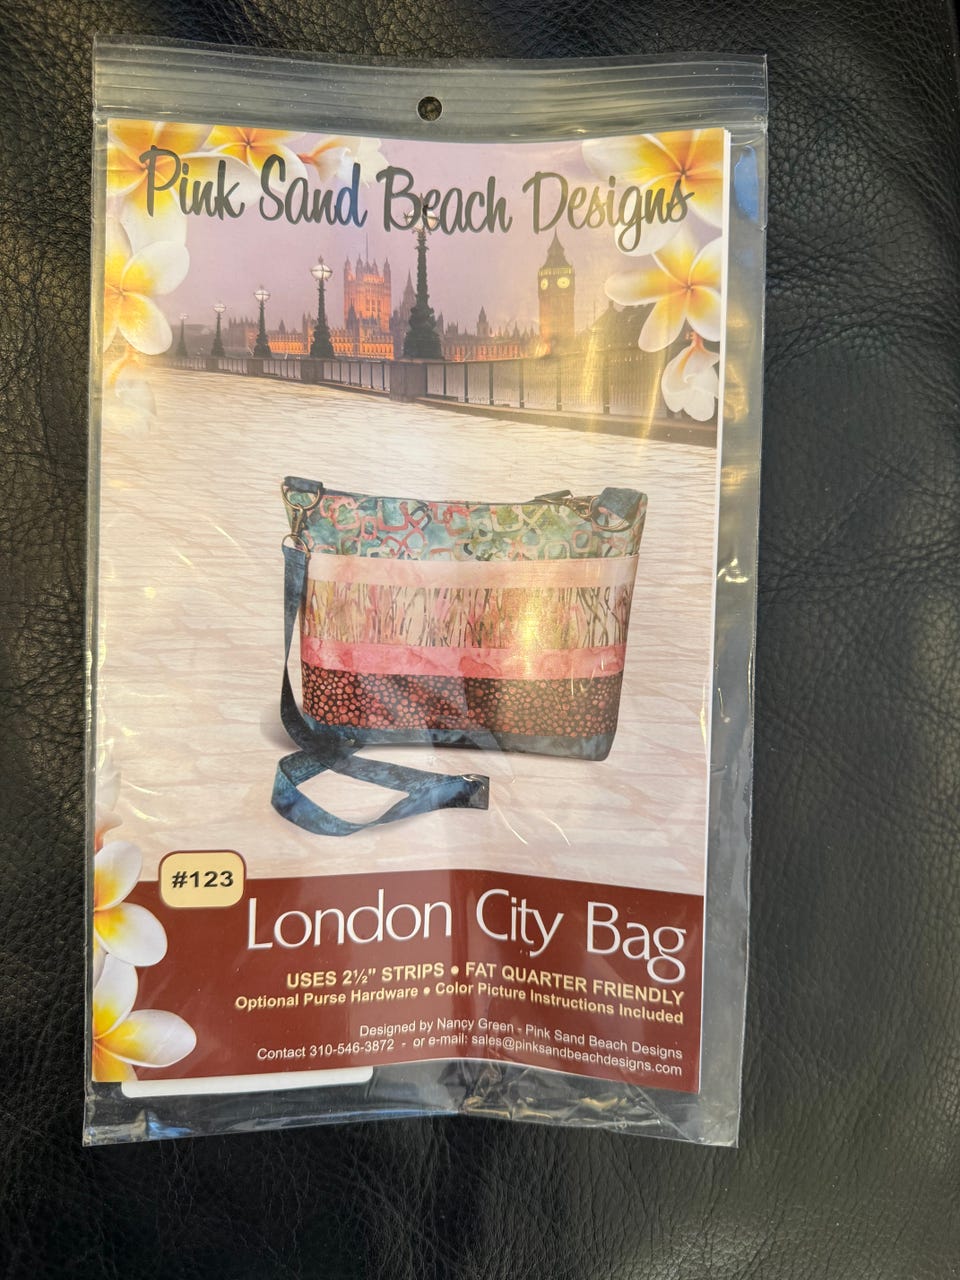 Pink Sand Beach Designs
#123
London City Bag
USES 2½" STRIPS • FAT QUARTER FRIENDLY
Optional Purse Hardware • Color Picture Instructions Included
Designed by Nancy Green - Pink Sand Beach Designs
Contact 310-546-3872 - or e-mail: sales@pinksandbeachdesigns.com